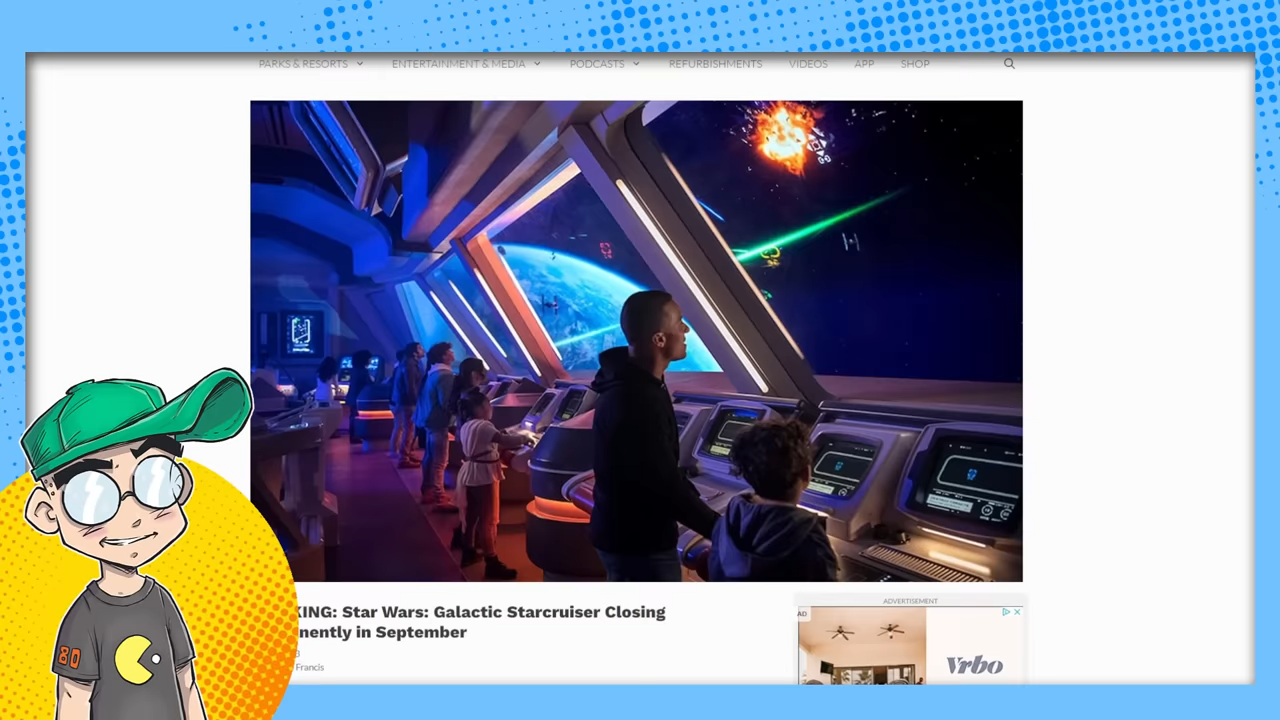 PARKS & RESORTS ENTERTAINMENT & MEDIA PODCASTS REFURBISHMENTS VIDEOS APP SHOP
KING: Star Wars: Galactic Starcruiser Closing
nently in September
3
Francis
ADVERTISEMENT
AD
Vrbo
80